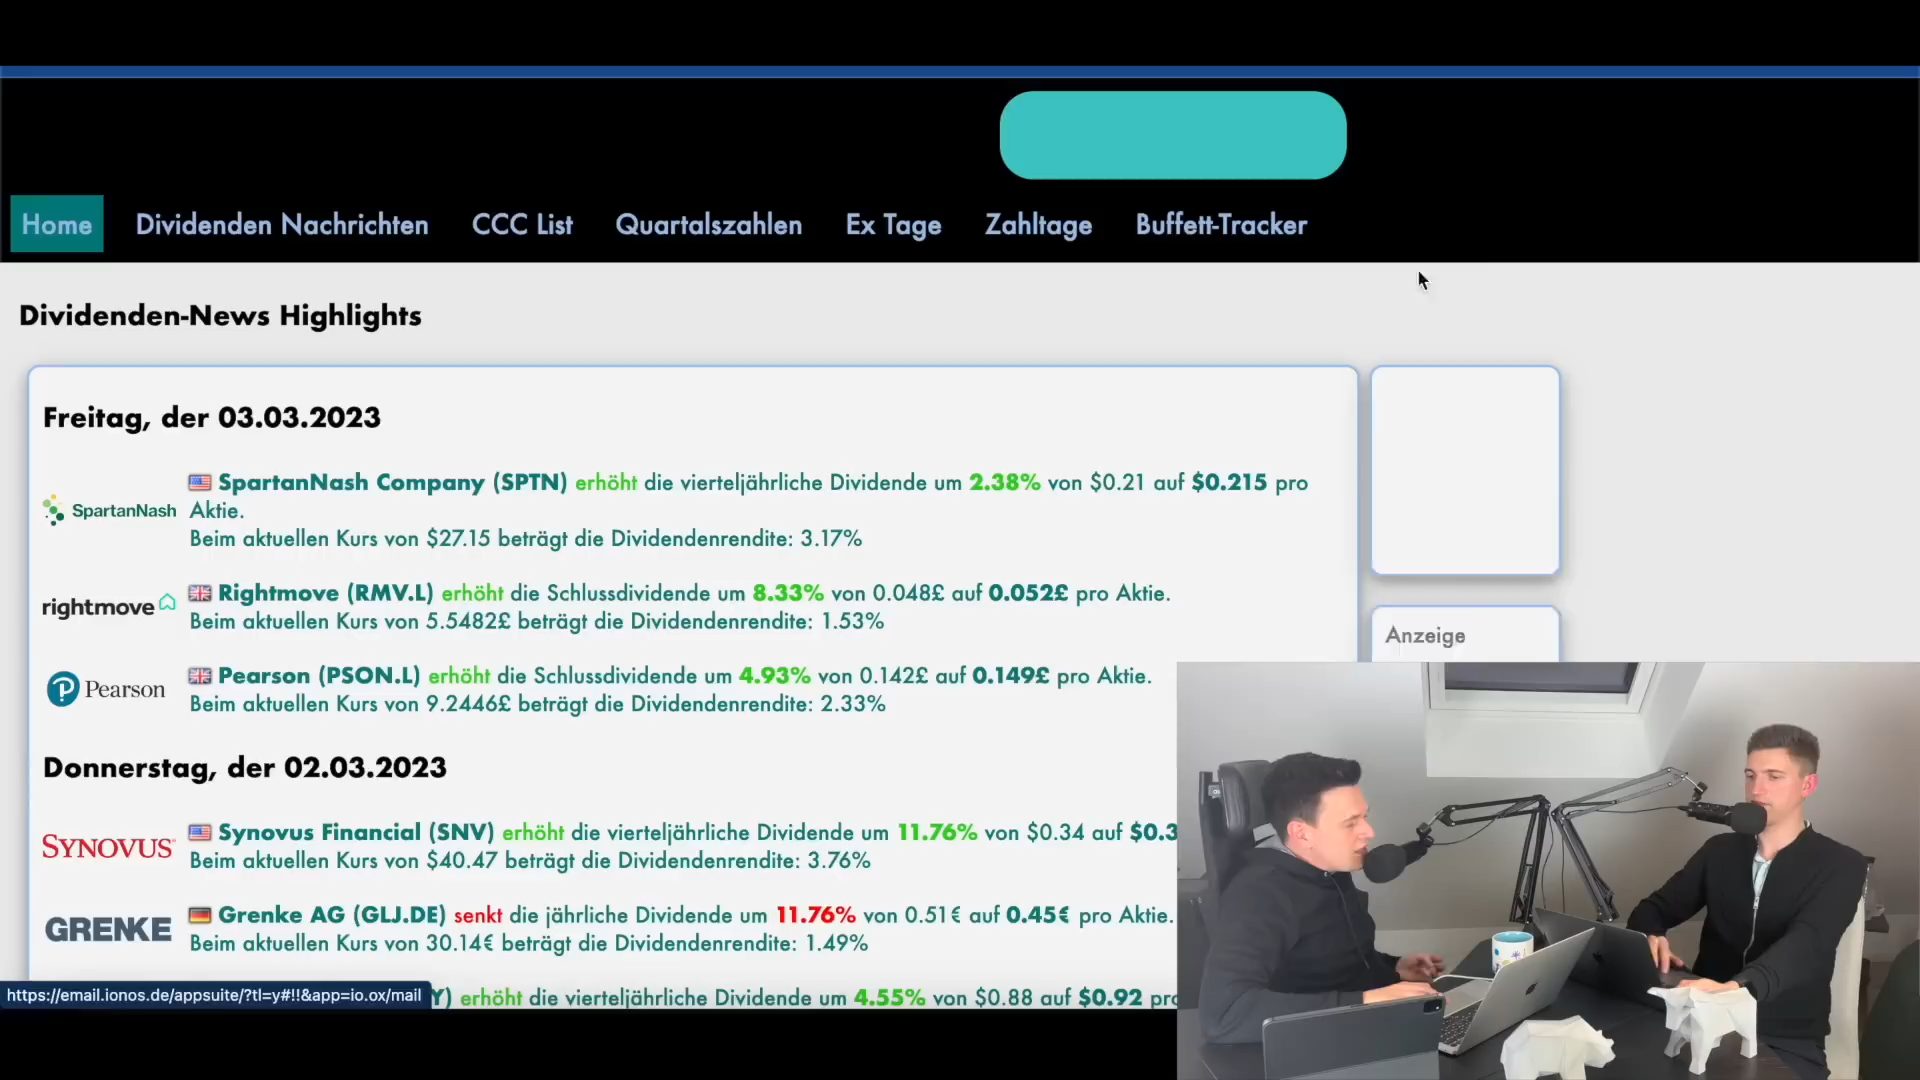 Home Dividenden Nachrichten CCC List Quartalszahlen Ex Tage Zahltage Buffett-Tracker
Dividenden-News Highlights
Freitag, der 03.03.2023
SpartanNash
SpartanNash Company (SPTN) erhöht die vierteljährliche Dividende um 2.38% von $0.21 auf $0.215 pro
Aktie.
Beim aktuellen Kurs von $27.15 beträgt die Dividendenrendite: 3.17%
rightmove
Rightmove (RMV.L) erhöht die Schlussdividende um 8.33% von 0.048£ auf 0.052£ pro Aktie.
Beim aktuellen Kurs von 5.5482£ beträgt die Dividendenrendite: 1.53%
Pearson
Pearson (PSON.L) erhöht die Schlussdividende um 4.93% von 0.142£ auf 0.149£ pro Aktie.
Beim aktuellen Kurs von 9.2446£ beträgt die Dividendenrendite: 2.33%
Anzeige
Donnerstag, der 02.03.2023
SYNOVUS
Synovus Financial (SNV) erhöht die vierteljährliche Dividende um 11.76% von $0.34 auf $0.3
Beim aktuellen Kurs von $40.47 beträgt die Dividendenrendite: 3.76%
GRENKE
Grenke AG (GLJ.DE) senkt die jährliche Dividende um 11.76% von 0.51€ auf 0.45€ pro Aktie.
Beim aktuellen Kurs von 30.14€ beträgt die Dividendenrendite: 1.49%
https://email.ionos.de/appsuite/?tl=y#!!&app=io.ox/mail
Y) erhöht die vierteljährliche Dividende um 4.55% von $0.88 auf $0.92 pro